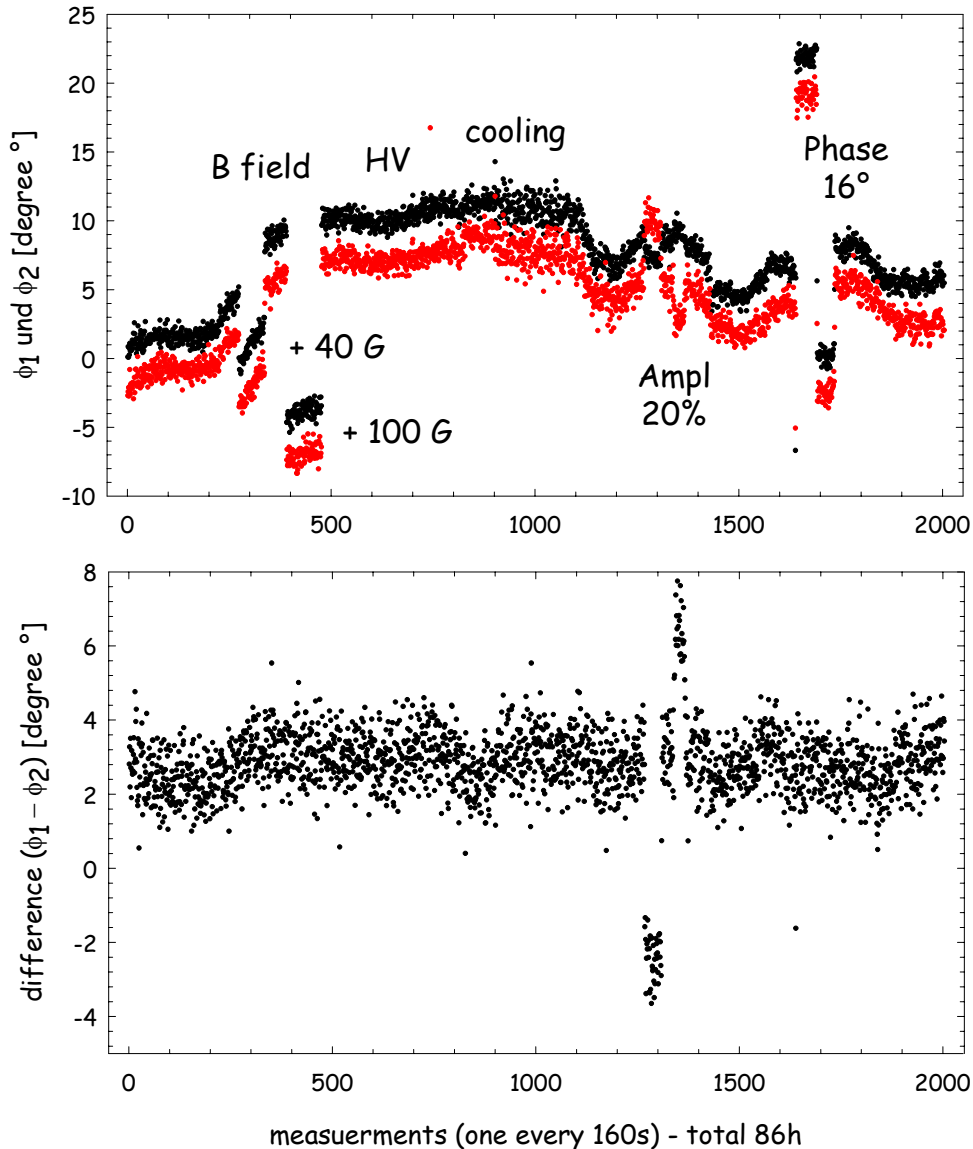 25
20
15
10
5
0
-5
-10
ϕ1 und ϕ2 [degree °]
B field
HV
cooling
Phase
16°
+ 40 G
+ 100 G
Ampl
20%
0
500
1000
1500
2000
8
6
4
2
0
-2
-4
difference (ϕ1 – ϕ2) [degree °]
0
500
1000
1500
2000
measuerments (one every 160s) - total 86h